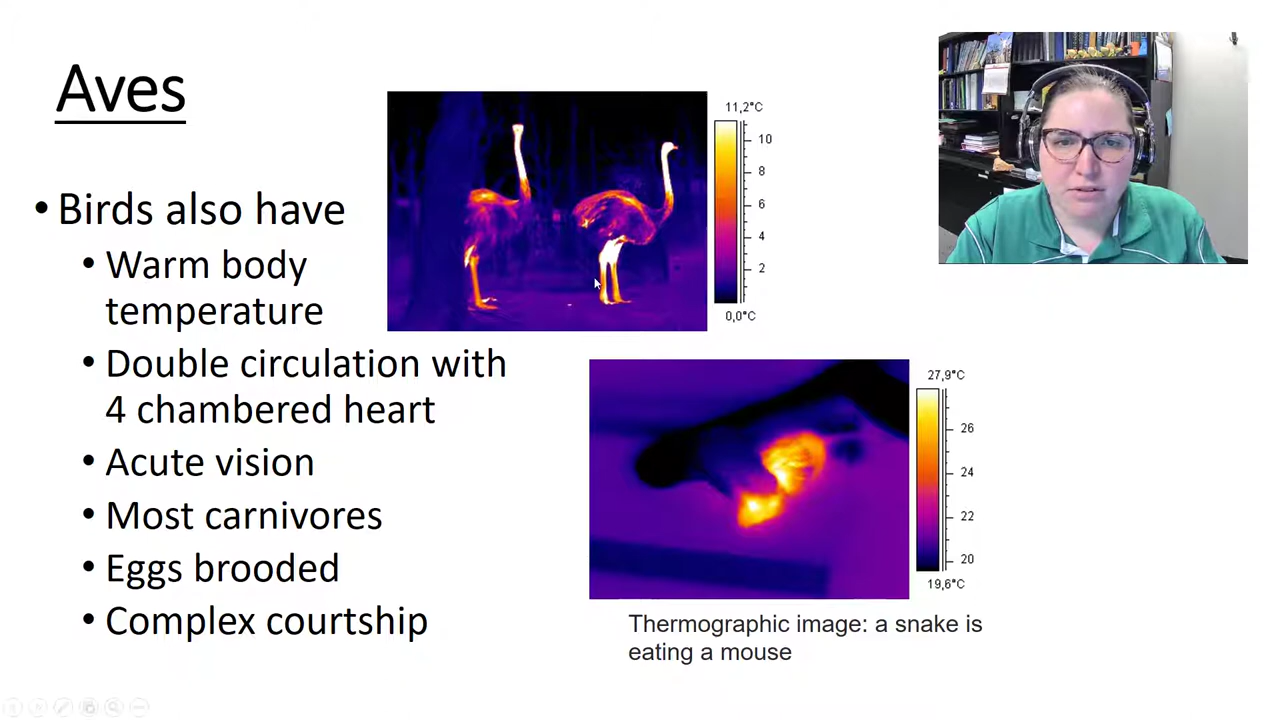 Aves
• Birds also have
• Warm body
temperature
• Double circulation with
4 chambered heart
• Acute vision
• Most carnivores
• Eggs brooded
• Complex courtship
11,2°C
10
8
6
4
2
0,0°C
27,9°C
26
24
22
20
19,6°C
Thermographic image: a snake is
eating a mouse